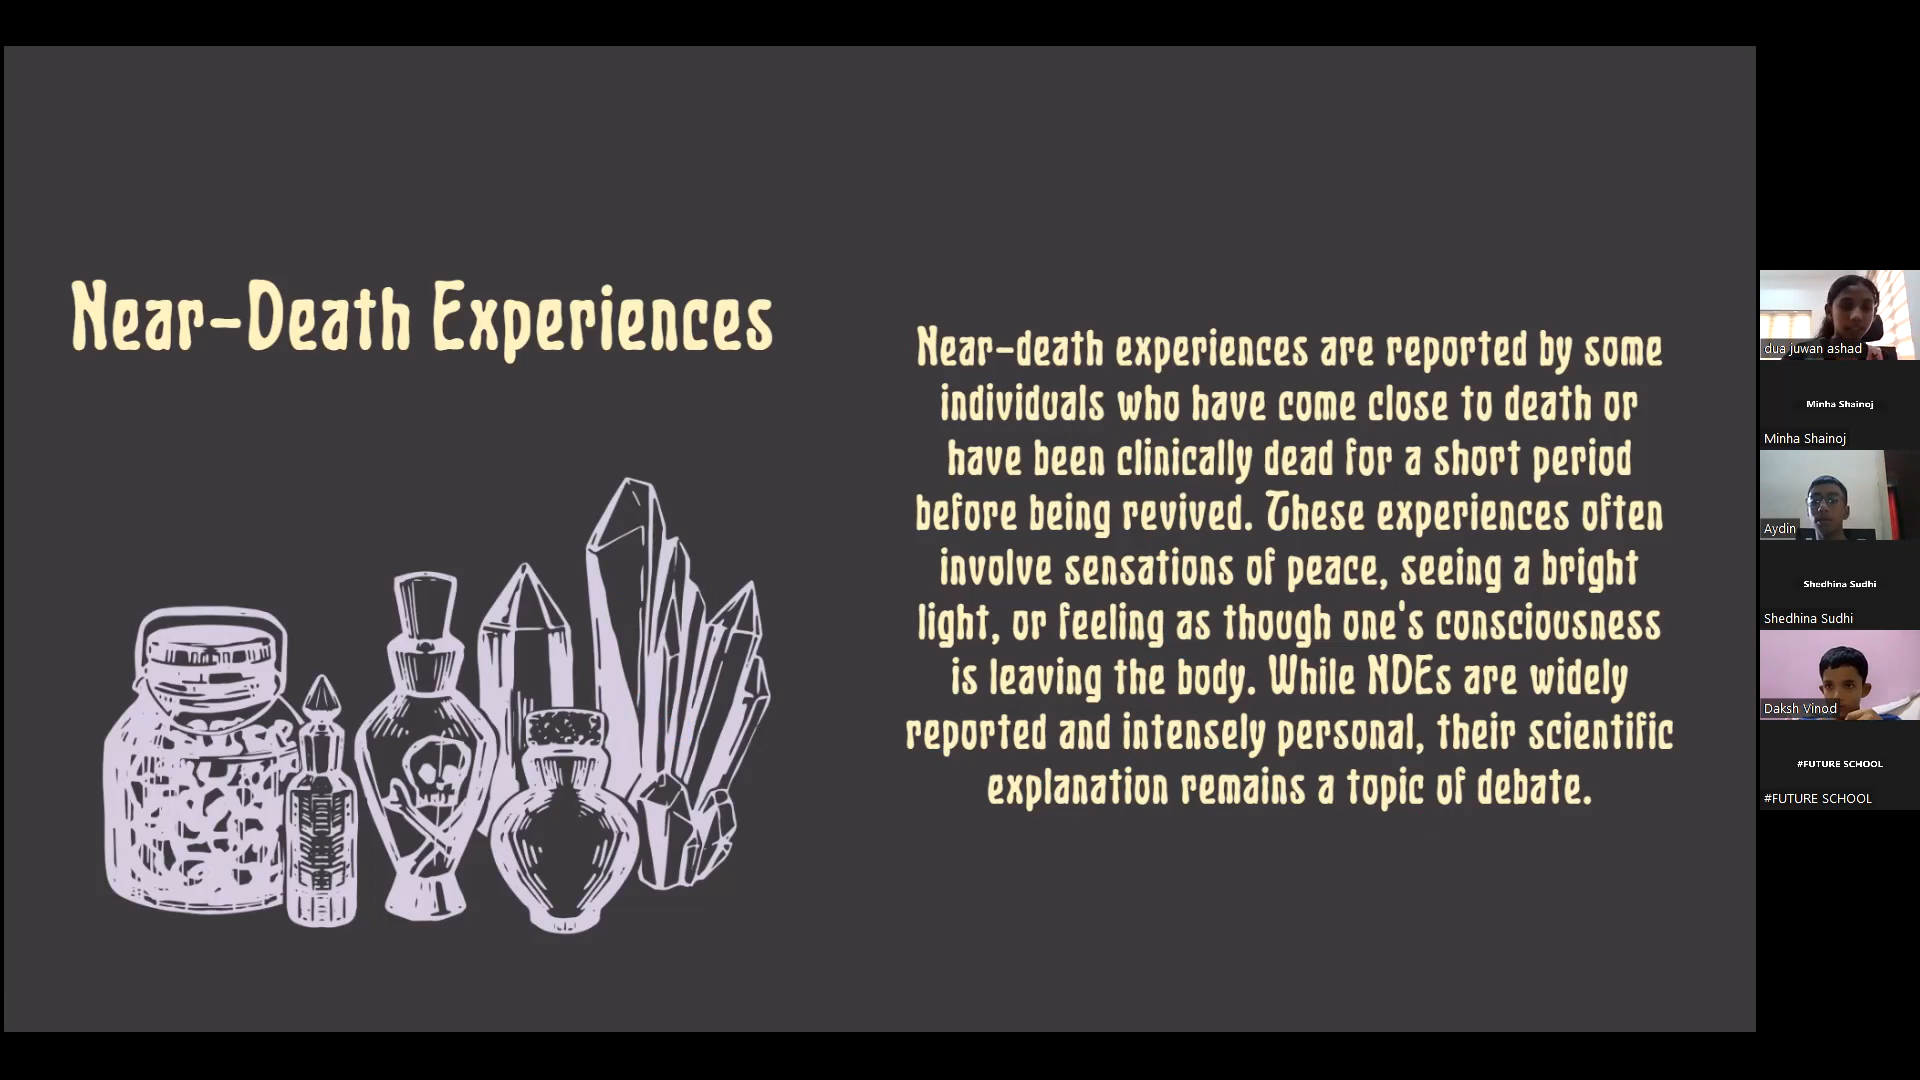 Near-Death Experiences
Near-death experiences are reported by some
individuals who have come close to death or
have been clinically dead for a short period
before being revived. These experiences often
involve sensations of peace, seeing a bright
light, or feeling as though one's consciousness
is leaving the body. While NDEs are widely
reported and intensely personal, their scientific
explanation remains a topic of debate.
dua juwan ashad
Minha Shainoj
Minha Shainoj
Aydin
Shedhina Sudhi
Shedhina Sudhi
Daksh Vinod
#FUTURE SCHOOL
#FUTURE SCHOOL